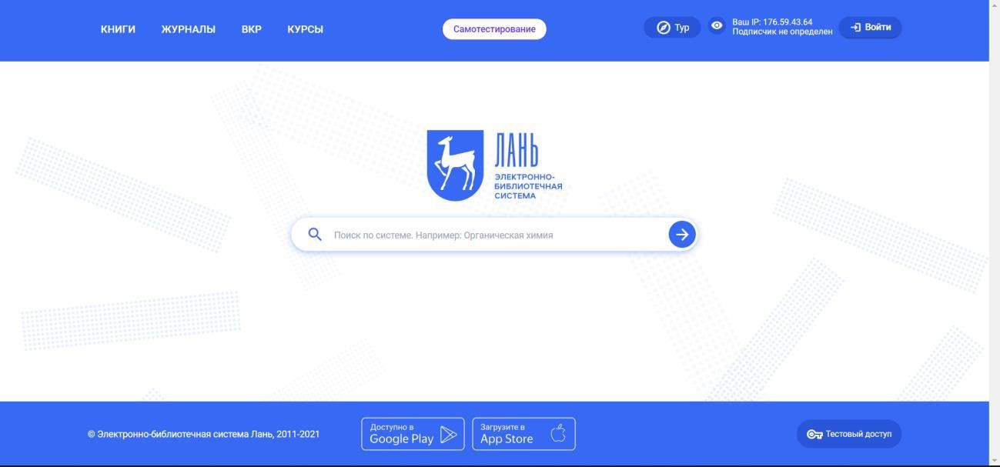 КНИГИ ЖУРНАЛЫ ВКР КУРСЫ
Самотестирование
Тур
Ваш IP: 176.59.43.64
Подписчик не определен
Войти
ЛАНЬ
ЭЛЕКТРОННО-
БИБЛИОТЕЧНАЯ
СИСТЕМА
Поиск по системе. Например: Органическая химия
© Электронно-библиотечная система Лань, 2011-2021
Доступно в
Google Play
Загрузите в
App Store
Тестовый доступ